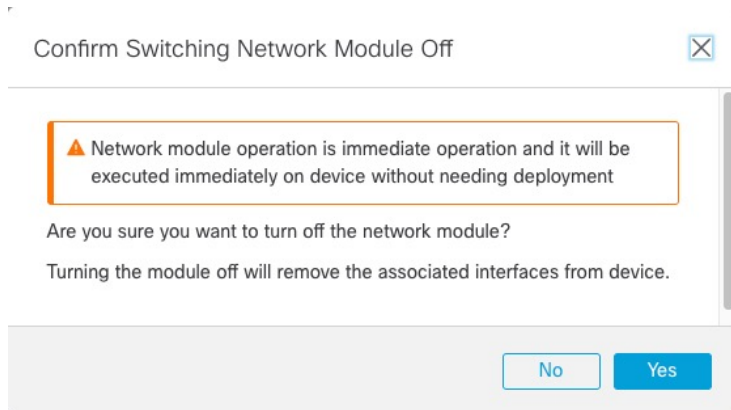 Confirm Switching Network Module Off
Network module operation is immediate operation and it will be
executed immediately on device without needing deployment
Are you sure you want to turn off the network module?
Turning the module off will remove the associated interfaces from device.
No
Yes